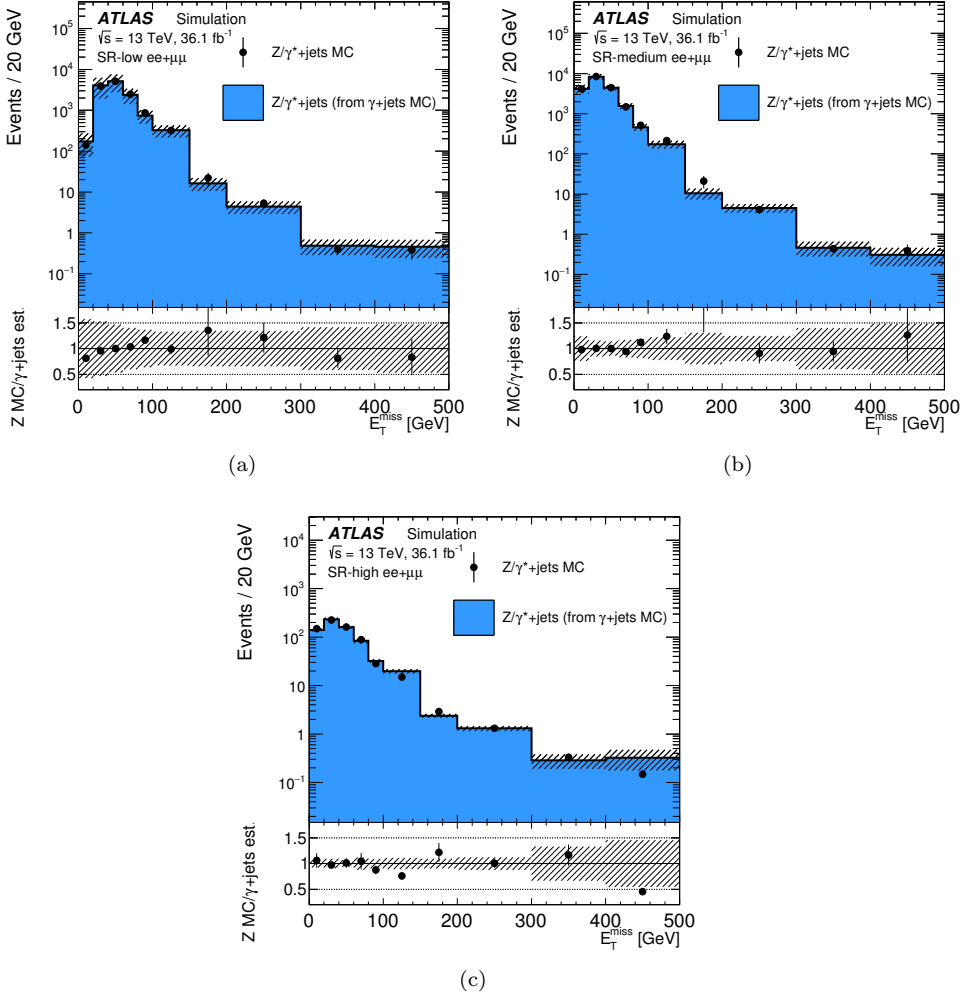 ATLAS Simulation
√s = 13 TeV, 36.1 fb⁻¹
SR-low ee+μμ
Z/γ*+jets MC
Z/γ*+jets (from γ+jets MC)
Events / 20 GeV
10⁵
10⁴
10³
10²
10
1
10⁻¹
Z MC/γ+jets est.
1.5
1
0.5
0 100 200 300 400 500
E_T^miss [GeV]
(a)
ATLAS Simulation
√s = 13 TeV, 36.1 fb⁻¹
SR-medium ee+μμ
Z/γ*+jets MC
Z/γ*+jets (from γ+jets MC)
Events / 20 GeV
10⁵
10⁴
10³
10²
10
1
10⁻¹
Z MC/γ+jets est.
1.5
1
0.5
0 100 200 300 400 500
E_T^miss [GeV]
(b)
ATLAS Simulation
√s = 13 TeV, 36.1 fb⁻¹
SR-high ee+μμ
Z/γ*+jets MC
Z/γ*+jets (from γ+jets MC)
Events / 20 GeV
10⁴
10³
10²
10
1
10⁻¹
Z MC/γ+jets est.
1.5
1
0.5
0 100 200 300 400 500
E_T^miss [GeV]
(c)